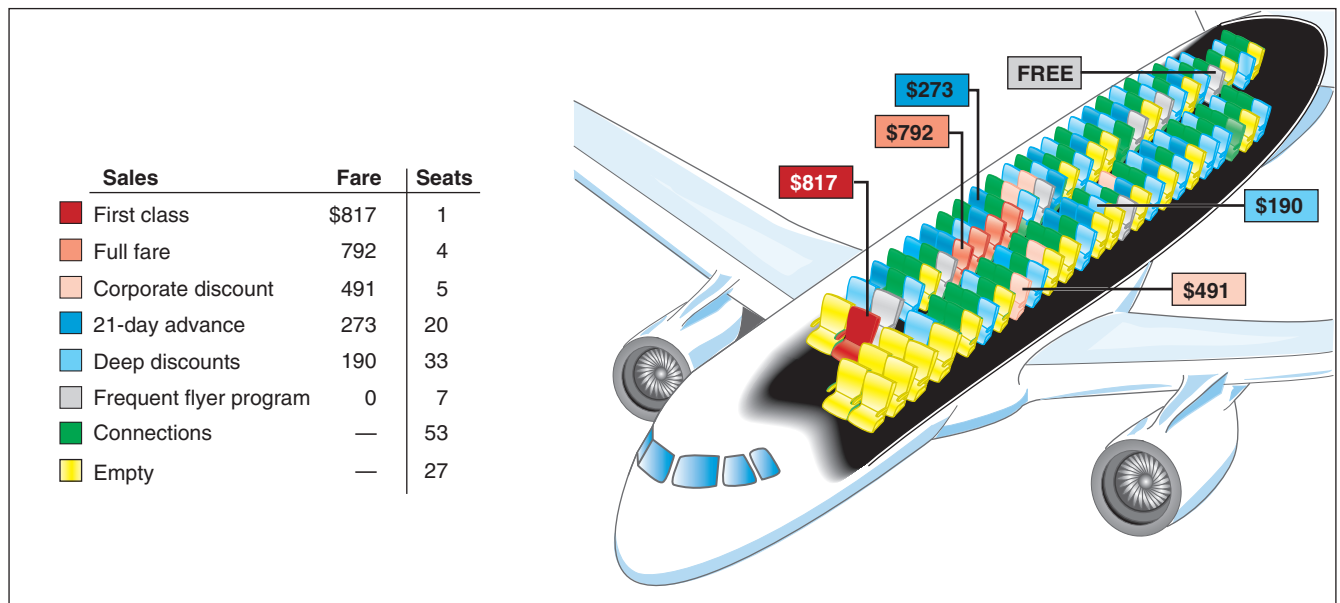 Sales Fare Seats
First class $817 1
Full fare 792 4
Corporate discount 491 5
21-day advance 273 20
Deep discounts 190 33
Frequent flyer program 0 7
Connections — 53
Empty — 27
FREE
$273
$792
$817
$190
$491